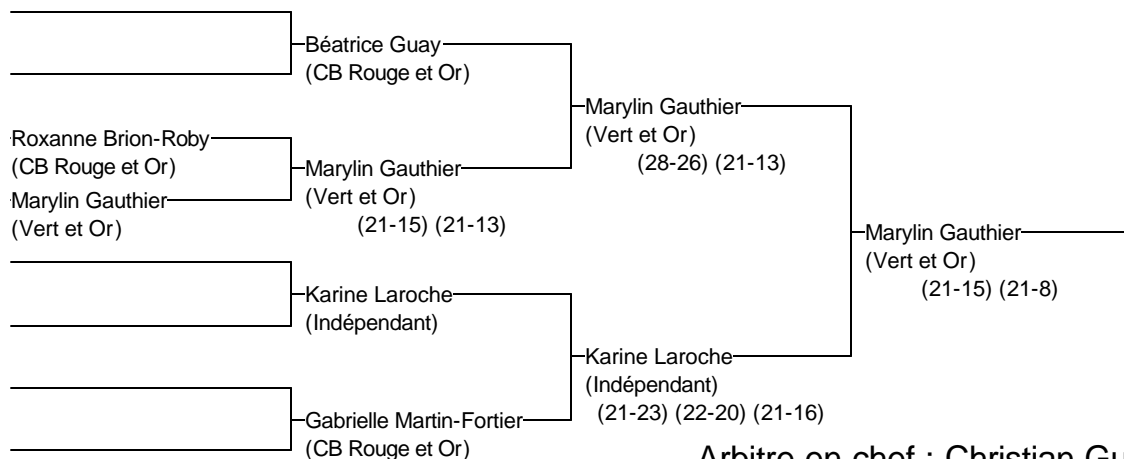 Béatrice Guay
(CB Rouge et Or)
Marylin Gauthier
(Vert et Or)
(28-26) (21-13)
Roxanne Brion-Roby
(CB Rouge et Or)
Marylin Gauthier
(Vert et Or)
Marylin Gauthier
(Vert et Or)
(21-15) (21-13)
Marylin Gauthier
(Vert et Or)
(21-15) (21-8)
Karine Laroche
(Indépendant)
Karine Laroche
(Indépendant)
(21-23) (22-20) (21-16)
Gabrielle Martin-Fortier
(CB Rouge et Or)
Arbitre en chef : Christian